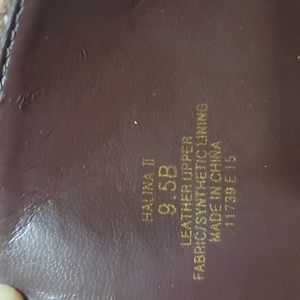 HALINA II
9.5B
LEATHER UPPER
FABRIC/SYNTHETIC LINING
MADE IN CHINA
11739 E 15